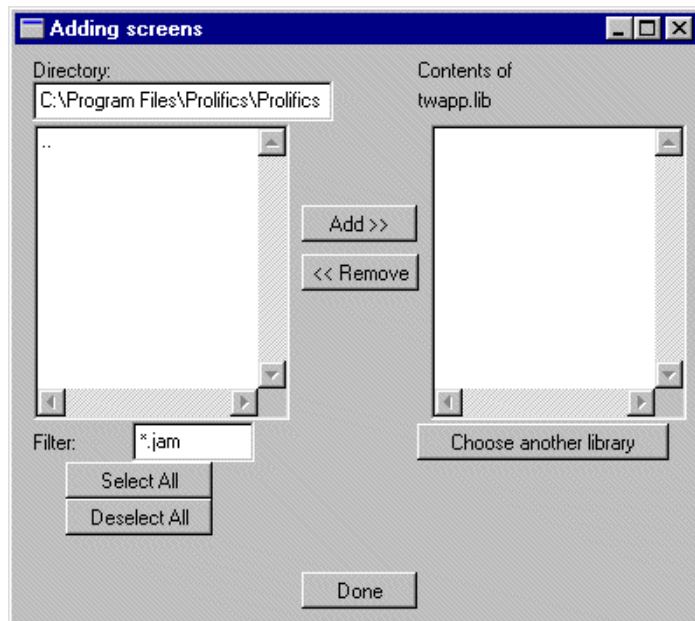 Adding screens
Directory:
Contents of
C:\Program Files\Prolifics\Prolifics
twapp.lib
..
Add >>
<< Remove
Filter:
*.jam
Choose another library
Select All
Deselect All
Done